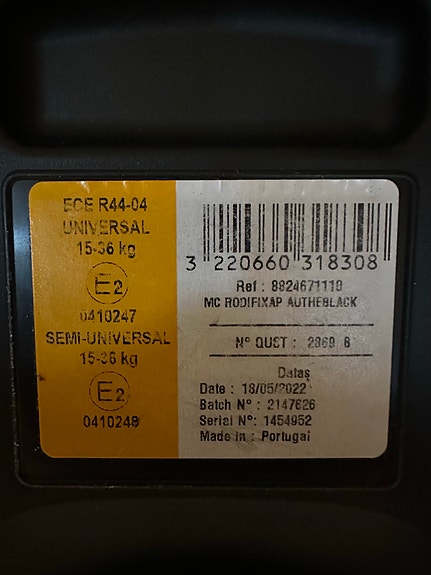 ECE R44-04
UNIVERSAL
15-36 kg
E2
0410247
SEMI-UNIVERSAL
15-36 kg
E2
0410248
3 220660 318308
Ref : 8824671110
MC RODIFIXAP AUTHEBLACK
N° QUST : 2869 6
Datas
Date : 18/05/2022
Batch N° : 2147626
Serial N°: 1454952
Made in : Portugal